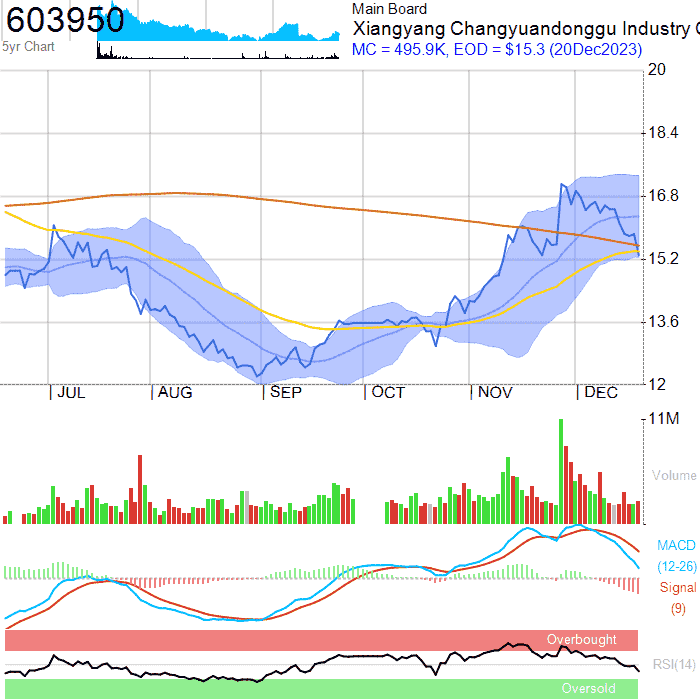 603950
5yr Chart
Main Board
Xiangyang Changyuandonggu Industry
MC = 495.9K, EOD = $15.3 (20Dec2023)
20
18.4
16.8
15.2
13.6
12
JUL AUG SEP OCT NOV DEC
11M
Volume
MACD
(12-26)
Signal
(9)
Overbought
RSI(14)
Oversold